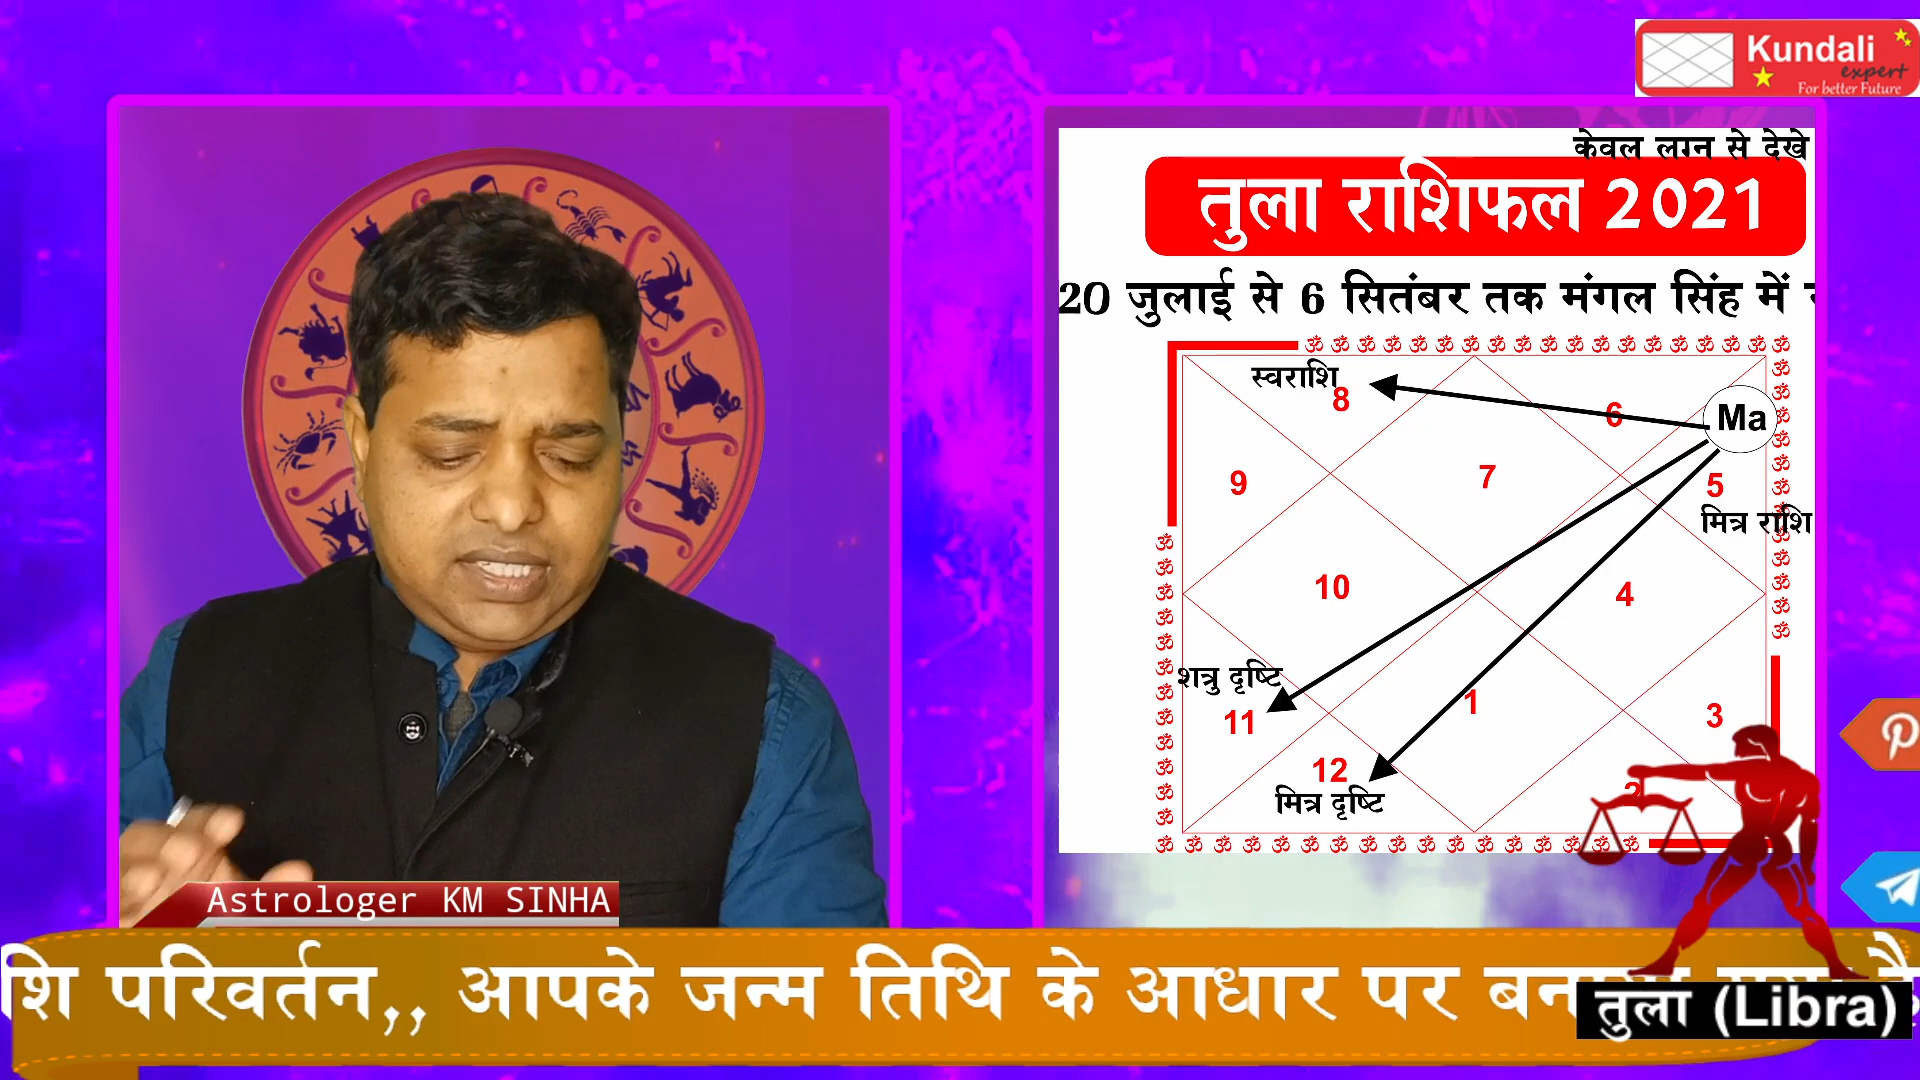 Kundali
expert
For better Future
केवल लग्न से देखे
तुला राशिफल 2021
20 जुलाई से 6 सितंबर तक मंगल सिंह में
स्वराशि
8
6
Ma
9
7
5
मित्र राशि
10
4
शत्रु दृष्टि
11
1
3
12
2
मित्र दृष्टि
Astrologer KM SINHA
शि परिवर्तन,, आपके जन्म तिथि के आधार पर
तुला (Libra)